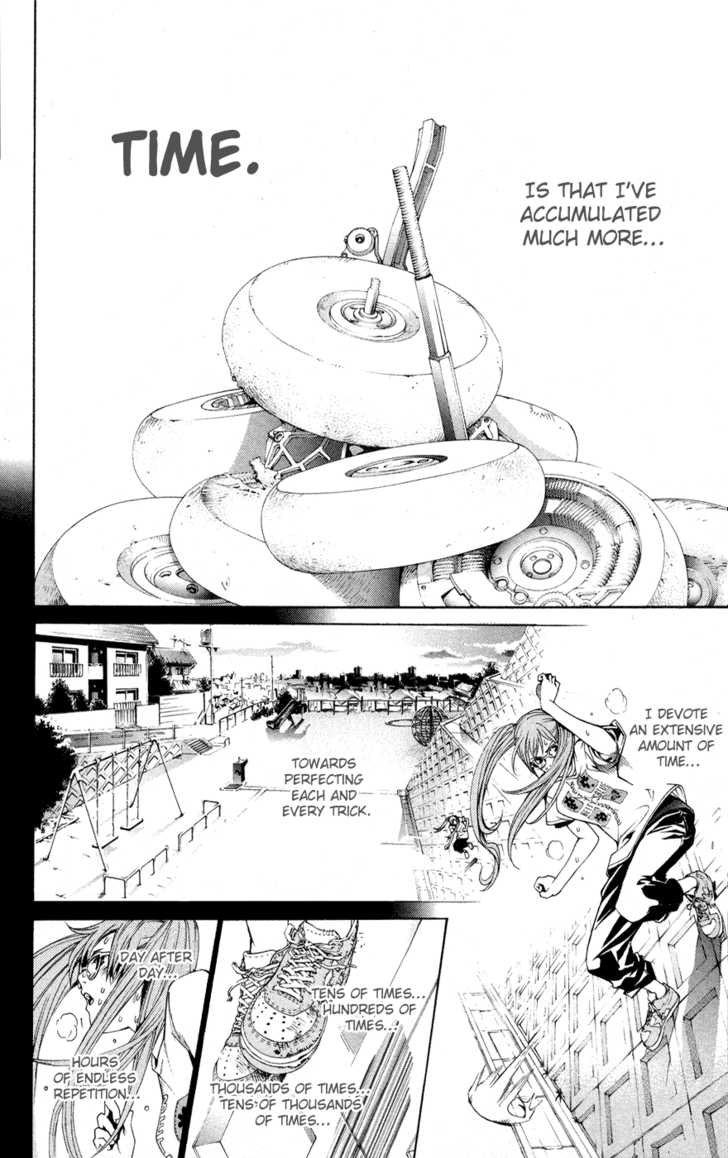 IS THAT I'VE
ACCUMULATED
MUCH MORE...
TIME.
I DEVOTE
AN EXTENSIVE
AMOUNT OF
TIME...
TOWARDS
PERFECTING
EACH AND
EVERY TRICK.
DAY AFTER
DAY...
HOURS
OF ENDLESS
REPETITION...
TENS OF TIMES...
HUNDREDS OF
TIMES...
THOUSANDS OF TIMES...
TENS OF THOUSANDS
OF TIMES...